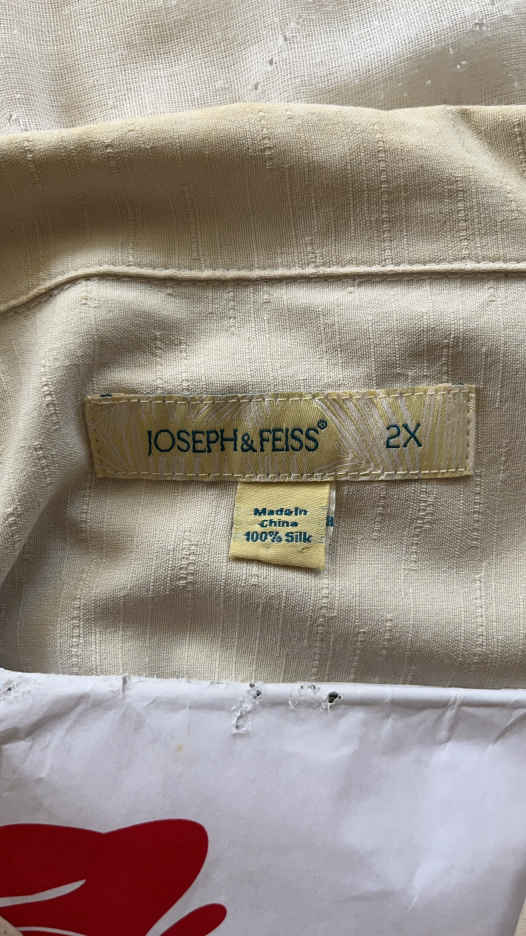 JOSEPH & FEISS® 2X
Made In
China
100% Silk